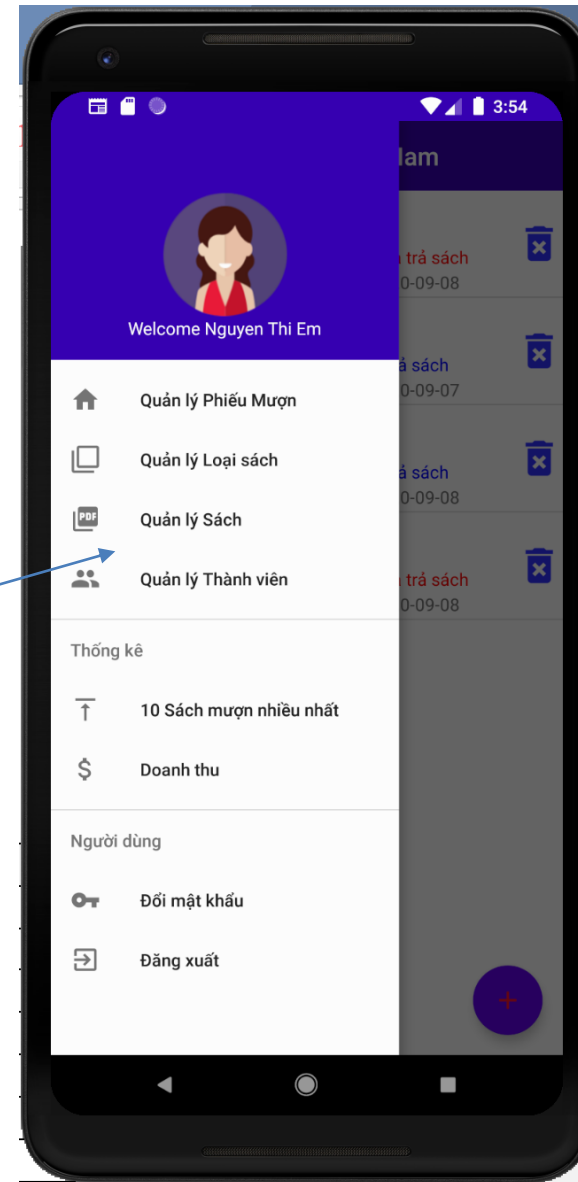 3:54
lam
Welcome Nguyen Thi Em
trả sách
0-09-08
Quản lý Phiếu Mượn
ả sách
0-09-07
Quản lý Loại sách
ả sách
0-09-08
PDF
Quản lý Sách
Quản lý Thành viên
trả sách
0-09-08
Thống kê
10 Sách mượn nhiều nhất
$
Doanh thu
Người dùng
Đổi mật khẩu
Đăng xuất
+